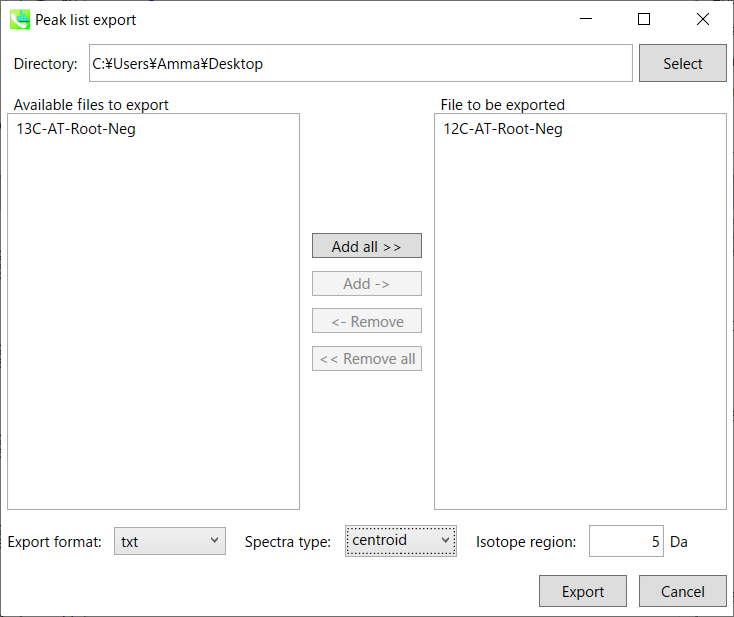 Peak list export
Directory: C:¥Users¥Amma¥Desktop Select
Available files to export File to be exported
13C-AT-Root-Neg 12C-AT-Root-Neg
Add all >>
Add ->
<- Remove
<< Remove all
Export format: txt Spectra type: centroid Isotope region: 5 Da
Export Cancel